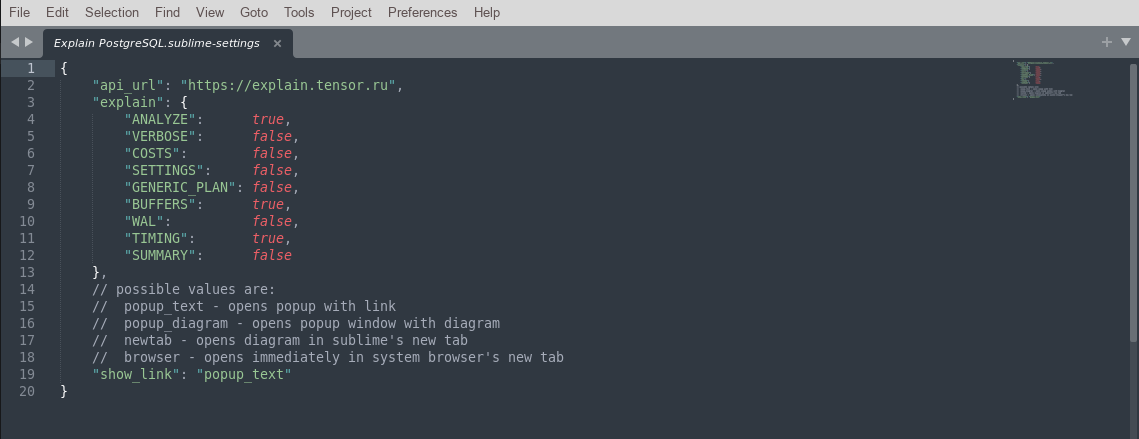 File Edit Selection Find View Goto Tools Project Preferences Help
Explain PostgreSQL.sublime-settings ×
1 {
2     "api_url": "https://explain.tensor.ru",
3     "explain": {
4         "ANALYZE":      true,
5         "VERBOSE":      false,
6         "COSTS":        false,
7         "SETTINGS":     false,
8         "GENERIC_PLAN": false,
9         "BUFFERS":      true,
10         "WAL":          false,
11         "TIMING":       true,
12         "SUMMARY":      false
13     },
14     // possible values are:
15     //  popup_text - opens popup with link
16     //  popup_diagram - opens popup window with diagram
17     //  newtab - opens diagram in sublime's new tab
18     //  browser - opens immediately in system browser's new tab
19     "show_link": "popup_text"
20 }